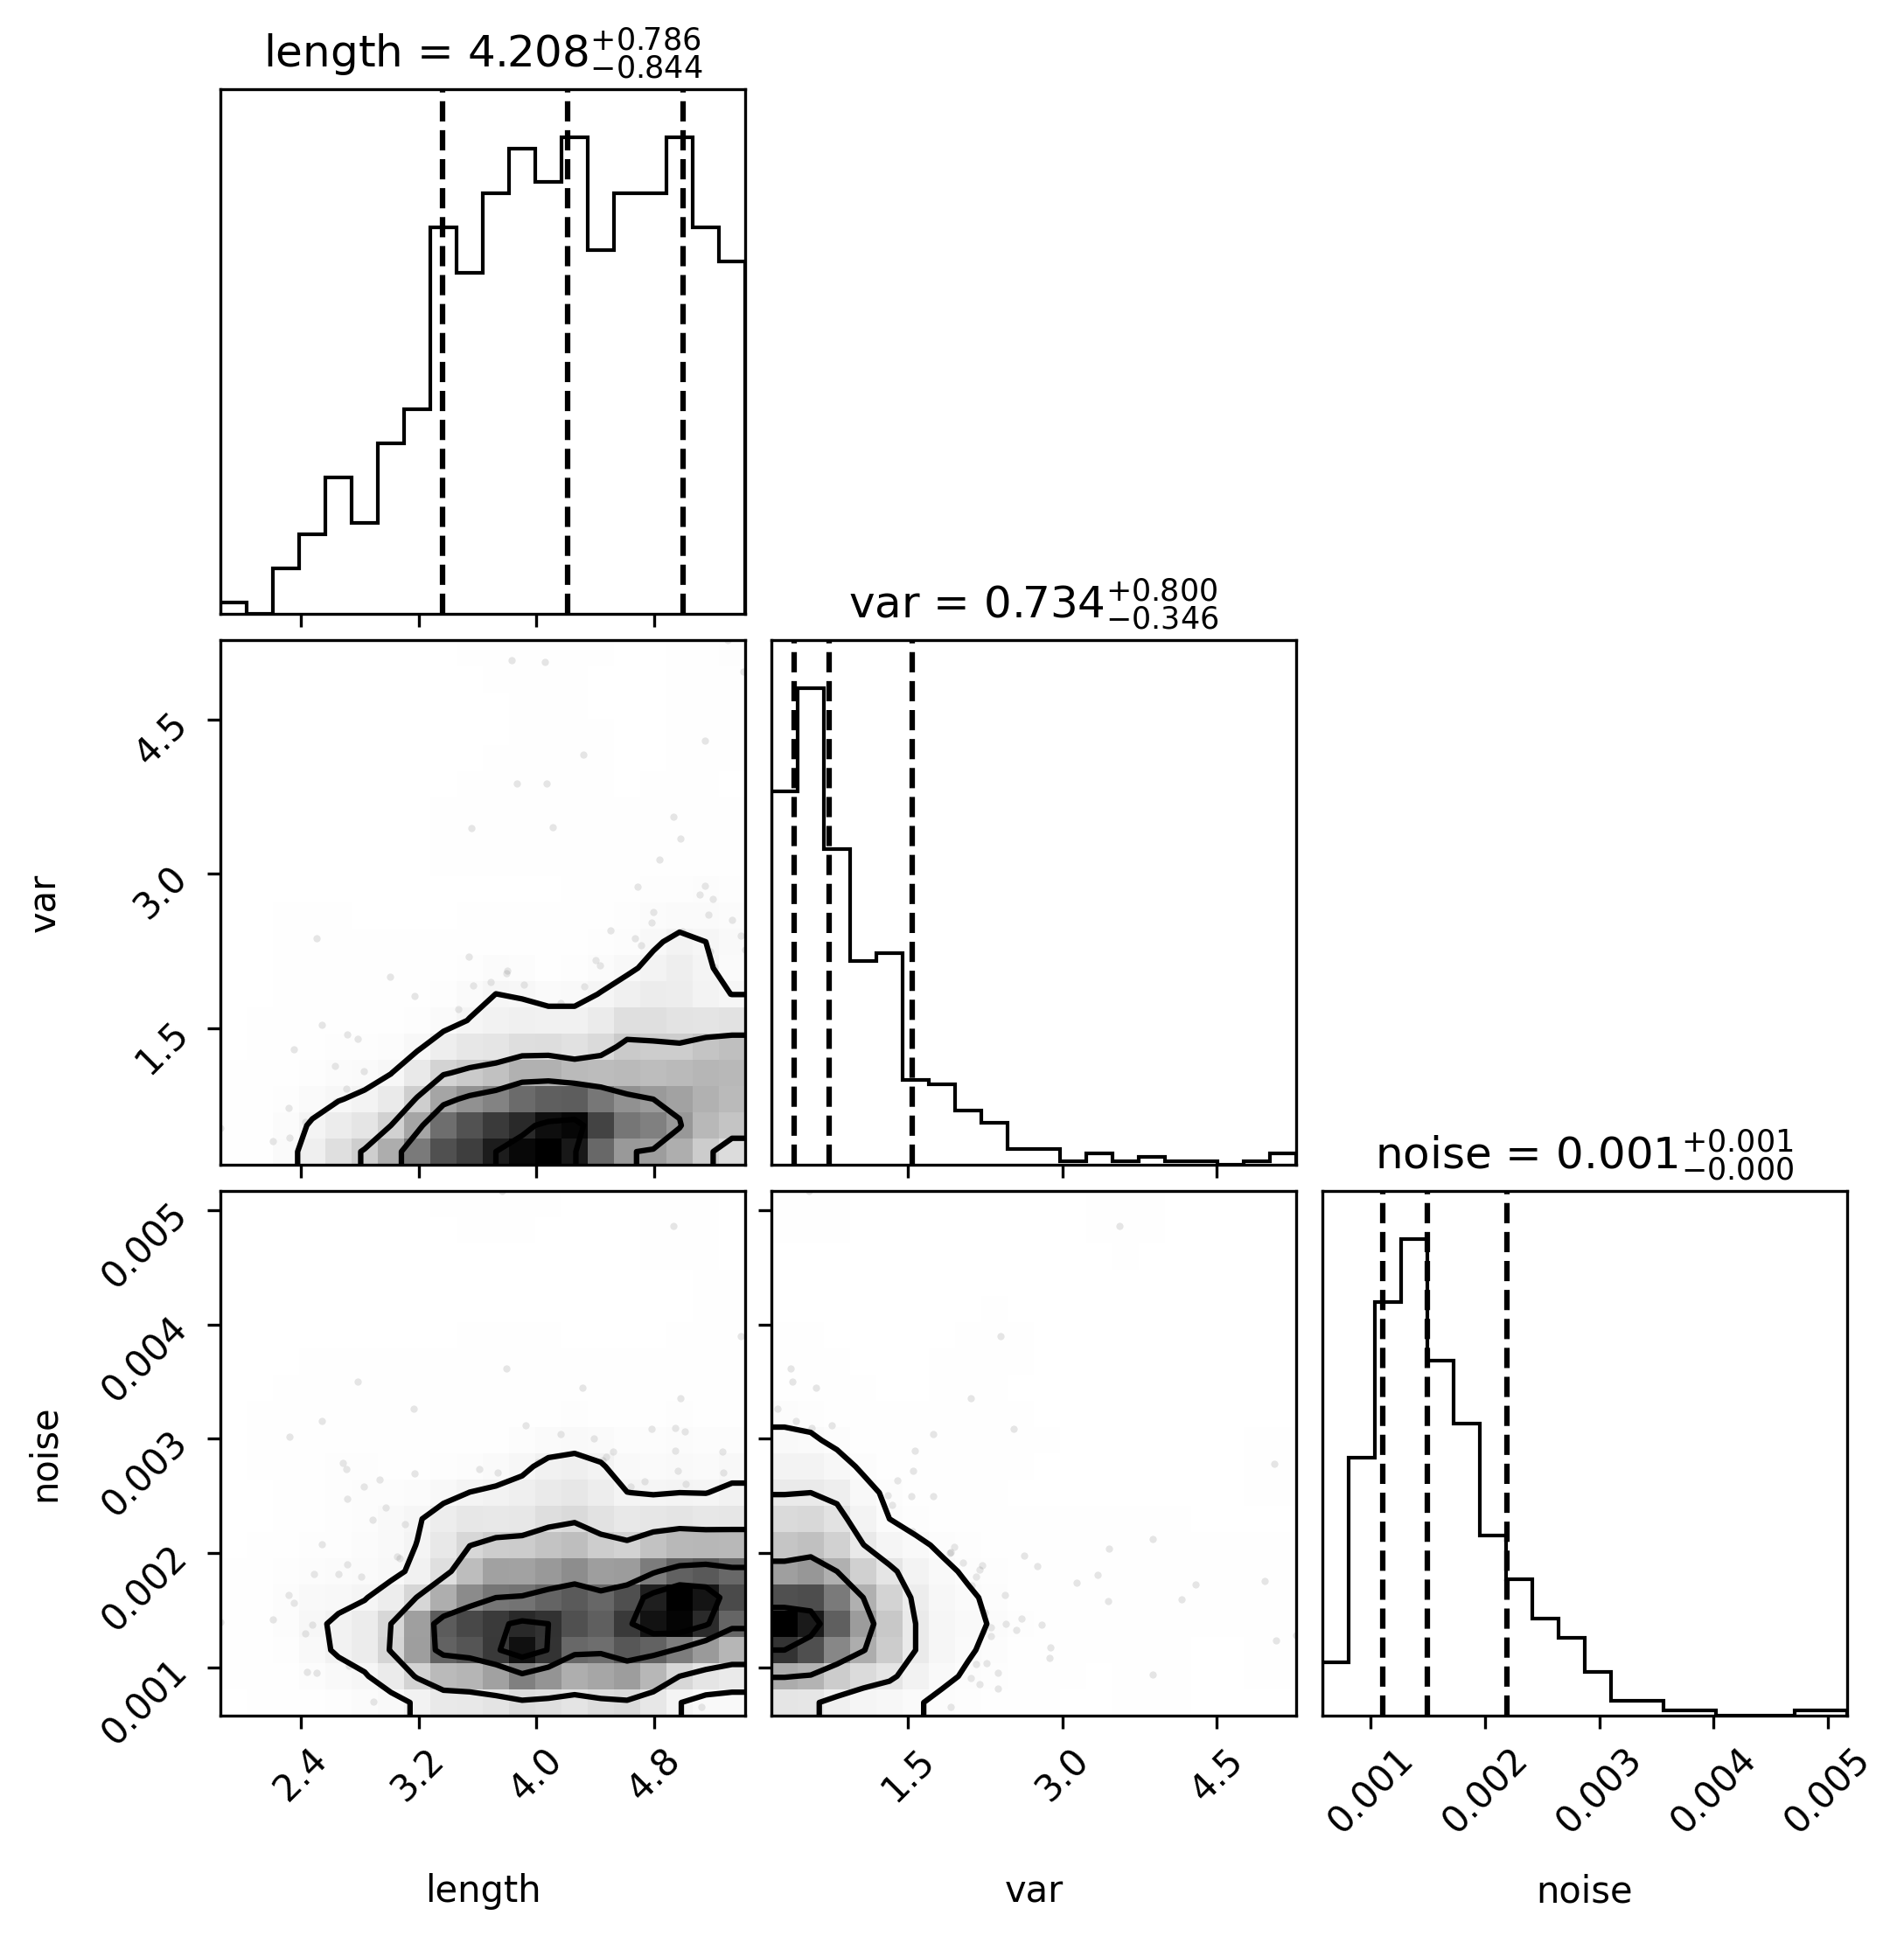 length = 4.208+0.786−0.844
var = 0.734+0.800−0.346
4.5
3.0
1.5
var
noise = 0.001+0.001−0.000
0.005
0.004
0.003
0.002
0.001
noise
2.4 3.2 4.0 4.8
1.5 3.0 4.5
0.001 0.002 0.003 0.004 0.005
length var noise